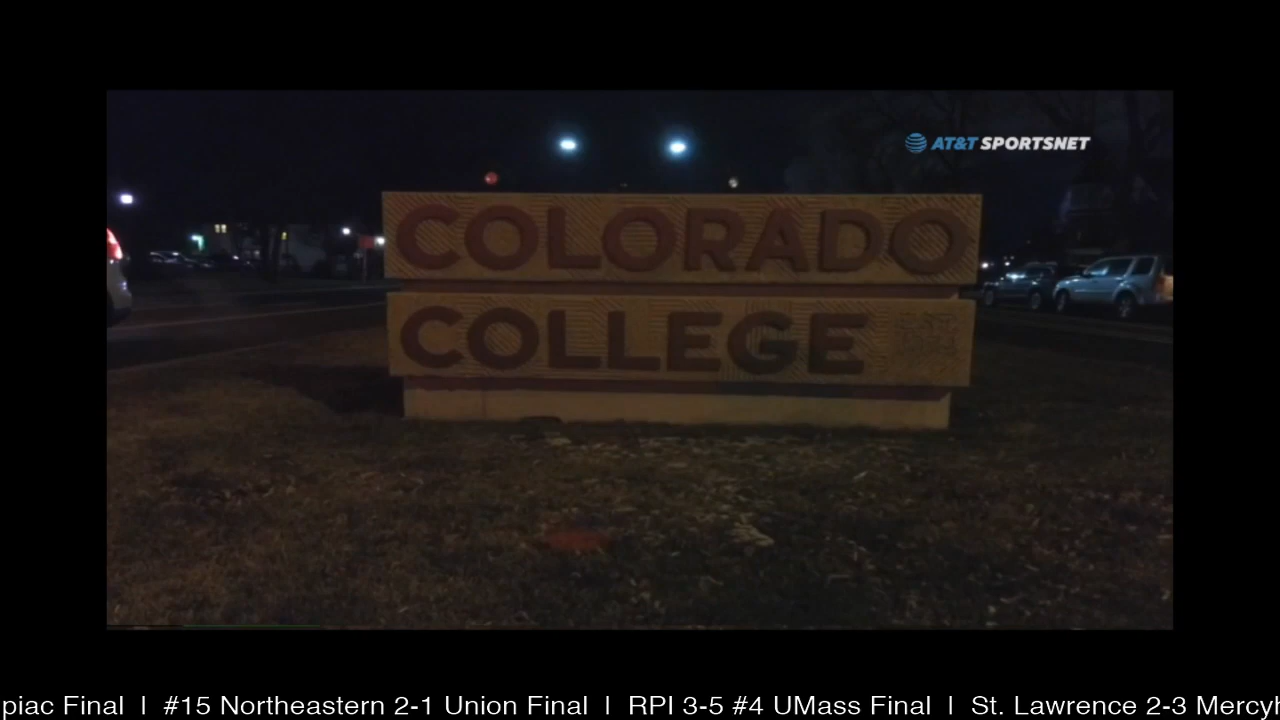 AT&T SPORTSNET
COLORADO
COLLEGE
piac Final | #15 Northeastern 2-1 Union Final | RPI 3-5 #4 UMass Final | St. Lawrence 2-3 Mercyh